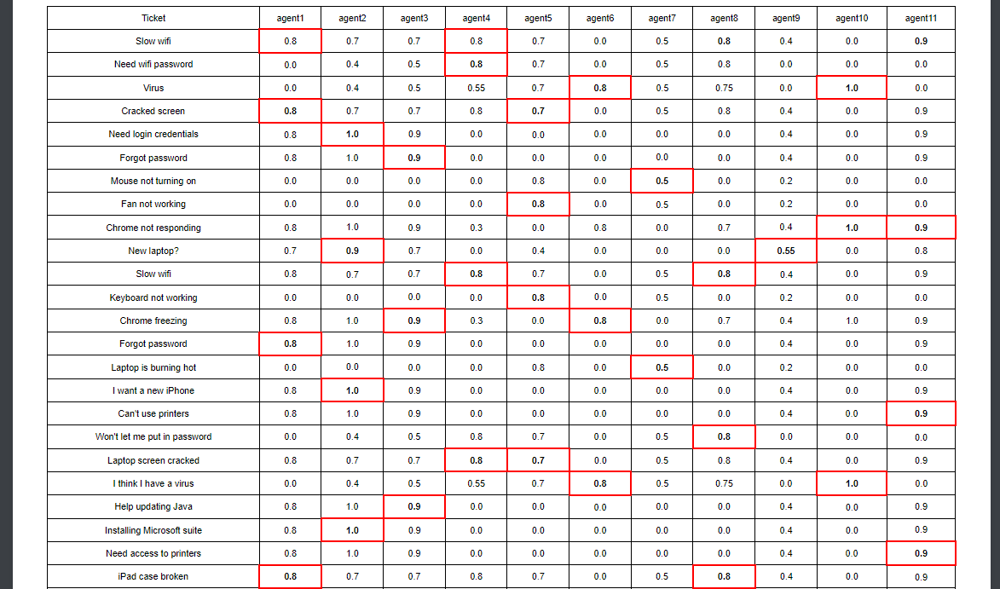 Ticket agent1 agent2 agent3 agent4 agent5 agent6 agent7 agent8 agent9 agent10 agent11
Slow wifi 0.8 0.7 0.7 0.8 0.7 0.0 0.5 0.8 0.4 0.0 0.9
Need wifi password 0.0 0.4 0.5 0.8 0.7 0.0 0.5 0.8 0.0 0.0 0.0
Virus 0.0 0.4 0.5 0.55 0.7 0.8 0.5 0.75 0.0 1.0 0.0
Cracked screen 0.8 0.7 0.7 0.8 0.7 0.0 0.5 0.8 0.4 0.0 0.9
Need login credentials 0.8 1.0 0.9 0.0 0.0 0.0 0.0 0.0 0.4 0.0 0.9
Forgot password 0.8 1.0 0.9 0.0 0.0 0.0 0.0 0.0 0.4 0.0 0.9
Mouse not turning on 0.0 0.0 0.0 0.0 0.8 0.0 0.5 0.0 0.2 0.0 0.0
Fan not working 0.0 0.0 0.0 0.0 0.8 0.0 0.5 0.0 0.2 0.0 0.0
Chrome not responding 0.8 1.0 0.9 0.3 0.0 0.8 0.0 0.7 0.4 1.0 0.9
New laptop? 0.7 0.9 0.7 0.0 0.4 0.0 0.0 0.0 0.55 0.0 0.8
Slow wifi 0.8 0.7 0.7 0.8 0.7 0.0 0.5 0.8 0.4 0.0 0.9
Keyboard not working 0.0 0.0 0.0 0.0 0.8 0.0 0.5 0.0 0.2 0.0 0.0
Chrome freezing 0.8 1.0 0.9 0.3 0.0 0.8 0.0 0.7 0.4 1.0 0.9
Forgot password 0.8 1.0 0.9 0.0 0.0 0.0 0.0 0.0 0.4 0.0 0.9
Laptop is burning hot 0.0 0.0 0.0 0.0 0.8 0.0 0.5 0.0 0.2 0.0 0.0
I want a new iPhone 0.8 1.0 0.9 0.0 0.0 0.0 0.0 0.0 0.4 0.0 0.9
Can't use printers 0.8 1.0 0.9 0.0 0.0 0.0 0.0 0.0 0.4 0.0 0.9
Won't let me put in password 0.0 0.4 0.5 0.8 0.7 0.0 0.5 0.8 0.0 0.0 0.0
Laptop screen cracked 0.8 0.7 0.7 0.8 0.7 0.0 0.5 0.8 0.4 0.0 0.9
I think I have a virus 0.0 0.4 0.5 0.55 0.7 0.8 0.5 0.75 0.0 1.0 0.0
Help updating Java 0.8 1.0 0.9 0.0 0.0 0.0 0.0 0.0 0.4 0.0 0.9
Installing Microsoft suite 0.8 1.0 0.9 0.0 0.0 0.0 0.0 0.0 0.4 0.0 0.9
Need access to printers 0.8 1.0 0.9 0.0 0.0 0.0 0.0 0.0 0.4 0.0 0.9
iPad case broken 0.8 0.7 0.7 0.8 0.7 0.0 0.5 0.8 0.4 0.0 0.9